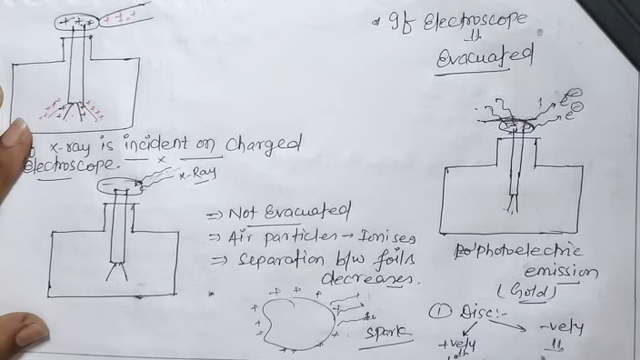 x-ray is incident on charged
electroscope.
x-Ray
⇒ Not Evacuated
⇒ Air particles → Ionises
⇒ Separation b/w foils
decreases.
spark
* If Electroscope
⇓
Evacuated
e⊖
e⊖
photoelectric
emission
(Gold)
① Disc:-
+vely
-vely